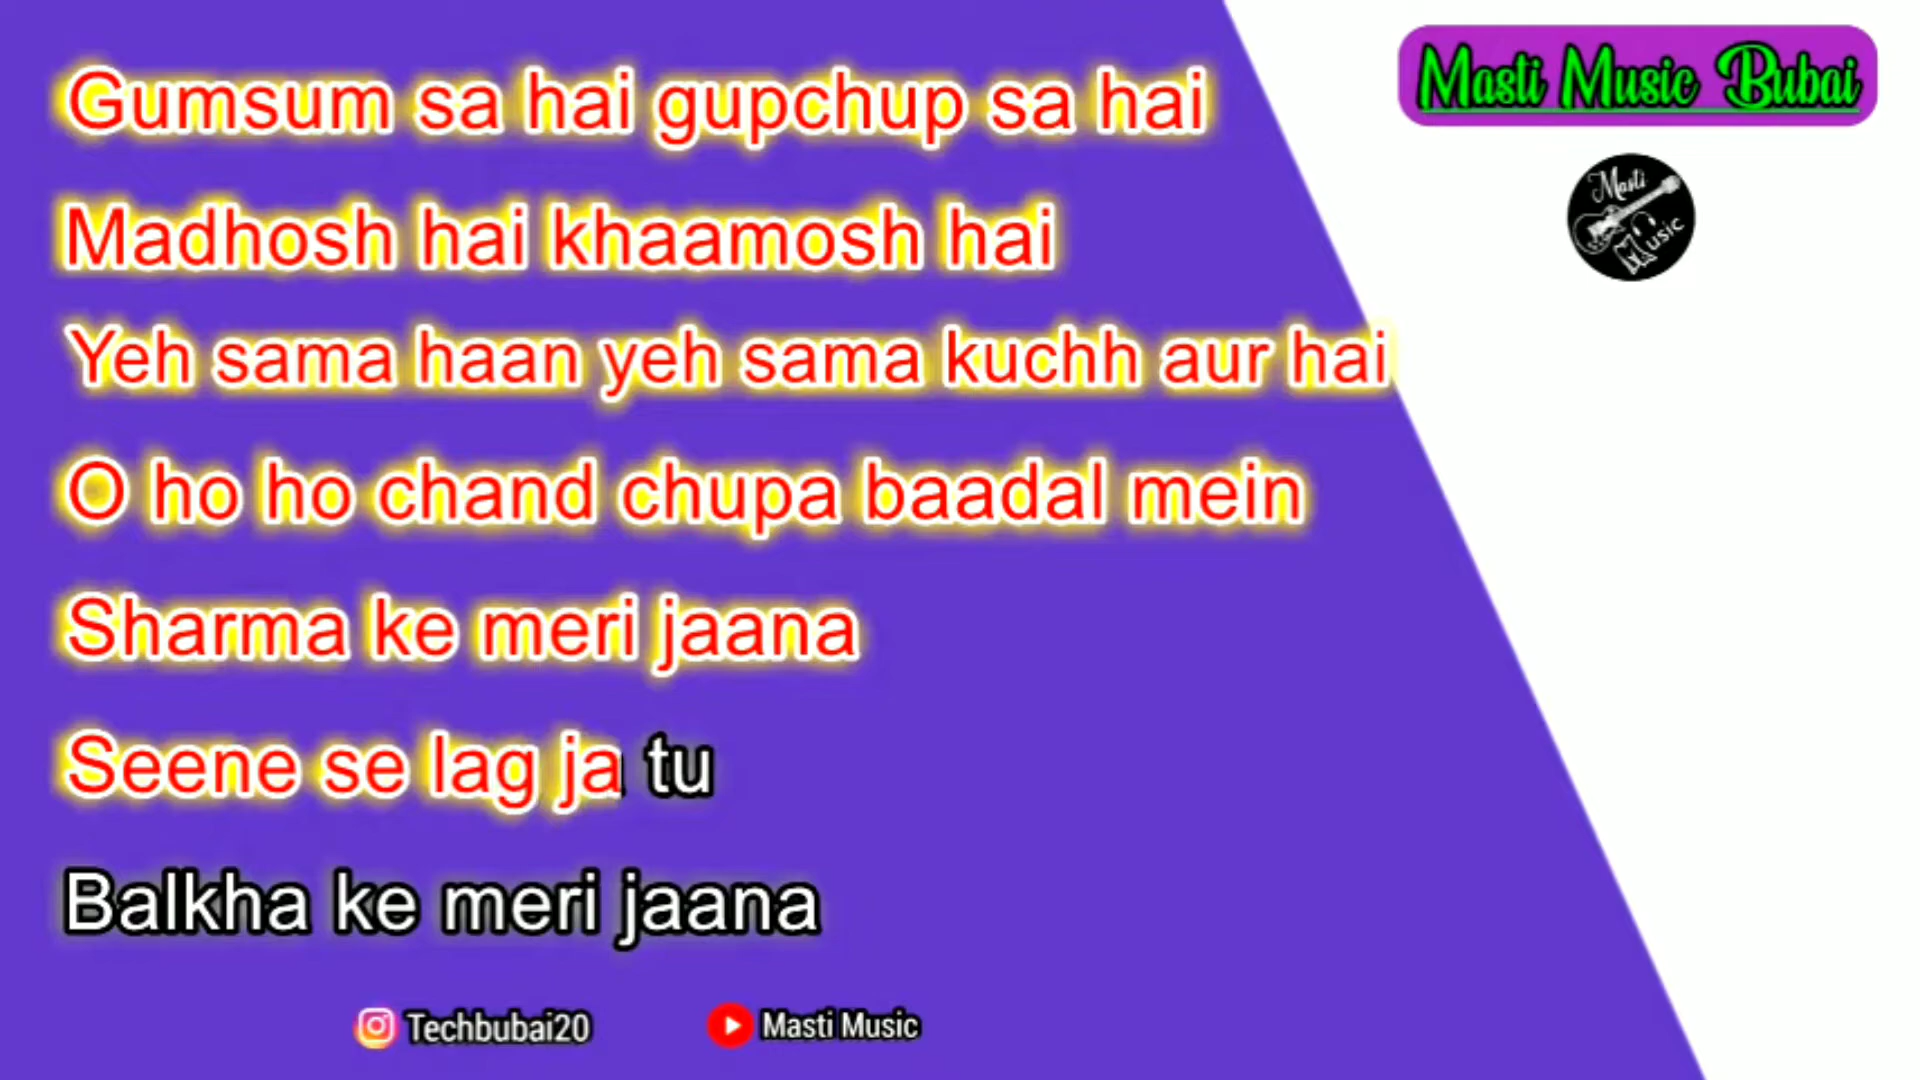 Gumsum sa hai gupchup sa hai
Madhosh hai khaamosh hai
Yeh sama haan yeh sama kuchh aur hai
O ho ho chand chupa baadal mein
Sharma ke meri jaana
Seene se lag ja tu
Balkha ke meri jaana
Masti Music Bubai
Masti
Music
Techbubai20
Masti Music